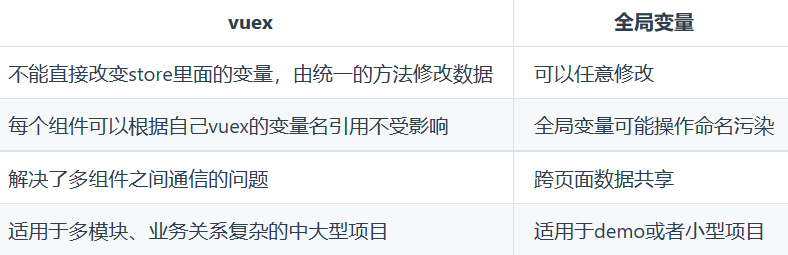 vuex 全局变量
不能直接改变store里面的变量，由统一的方法修改数据 可以任意修改
每个组件可以根据自己vuex的变量名引用不受影响 全局变量可能操作命名污染
解决了多组件之间通信的问题 跨页面数据共享
适用于多模块、业务关系复杂的中大型项目 适用于demo或者小型项目